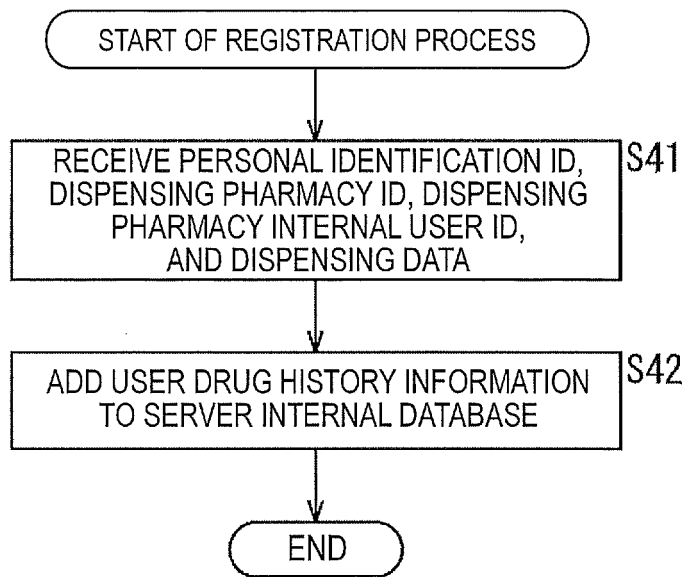 START OF REGISTRATION PROCESS
S41
RECEIVE PERSONAL IDENTIFICATION ID,
DISPENSING PHARMACY ID, DISPENSING
PHARMACY INTERNAL USER ID,
AND DISPENSING DATA
S42
ADD USER DRUG HISTORY INFORMATION
TO SERVER INTERNAL DATABASE
END